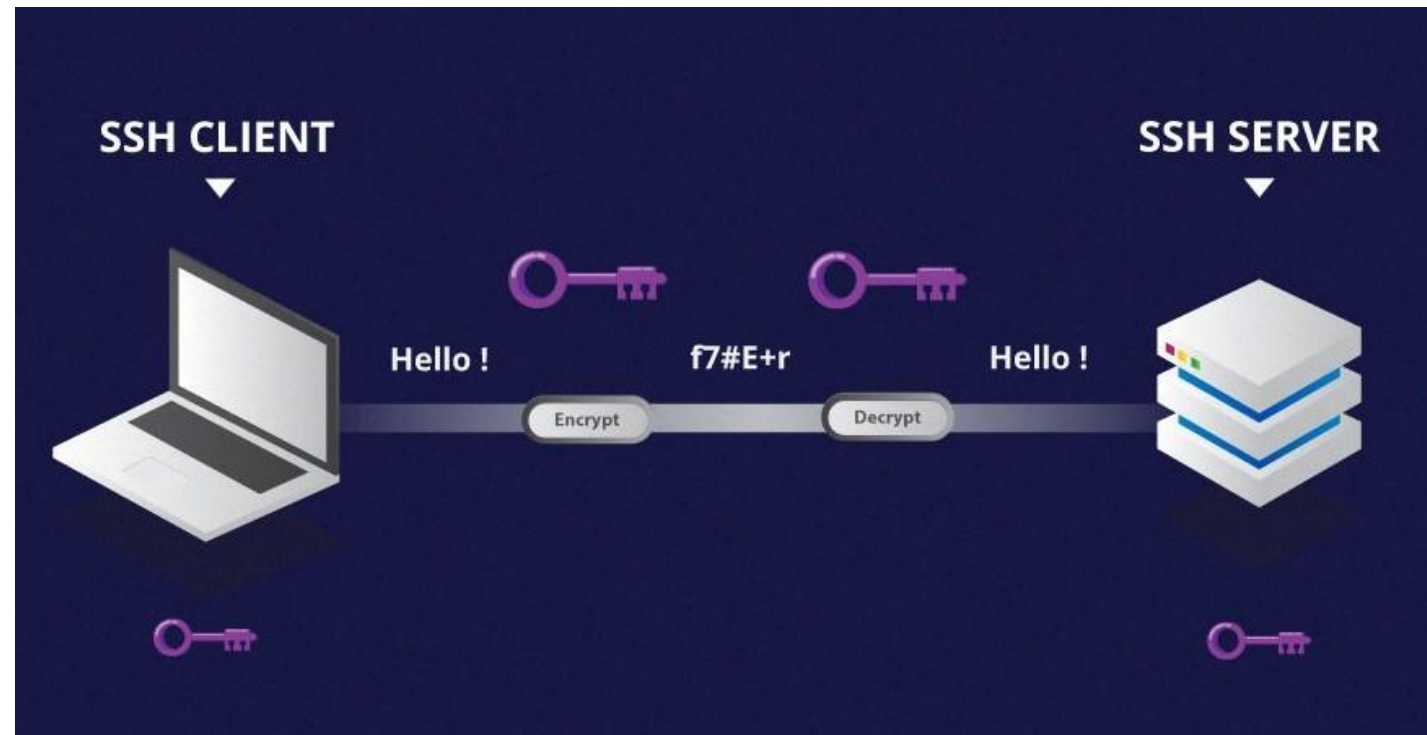 SSH CLIENT
SSH SERVER
Hello !
f7#E+r
Hello !
Encrypt
Decrypt